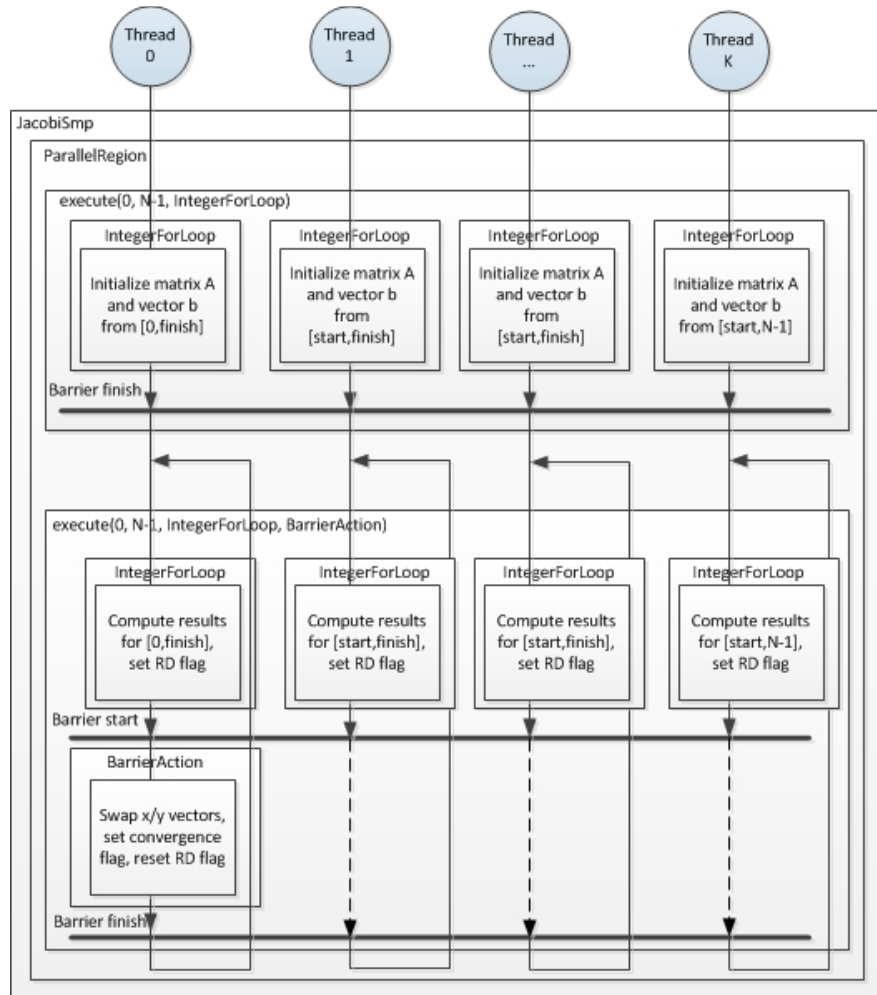 Thread
0
Thread
1
Thread
...
Thread
K
JacobiSmp
ParallelRegion
execute(0, N-1, IntegerForLoop)
IntegerForLoop
Initialize matrix A
and vector b
from [0,finish]
IntegerForLoop
Initialize matrix A
and vector b
from
[start,finish]
IntegerForLoop
Initialize matrix A
and vector b
from
[start,finish]
IntegerForLoop
Initialize matrix A
and vector b
from [start,N-1]
Barrier finish
execute(0, N-1, IntegerForLoop, BarrierAction)
IntegerForLoop
Compute results
for [0,finish],
set RD flag
IntegerForLoop
Compute results
for [start,finish],
set RD flag
IntegerForLoop
Compute results
for [start,finish],
set RD flag
IntegerForLoop
Compute results
for [start,N-1],
set RD flag
Barrier start
BarrierAction
Swap x/y vectors,
set convergence
flag, reset RD flag
Barrier finish